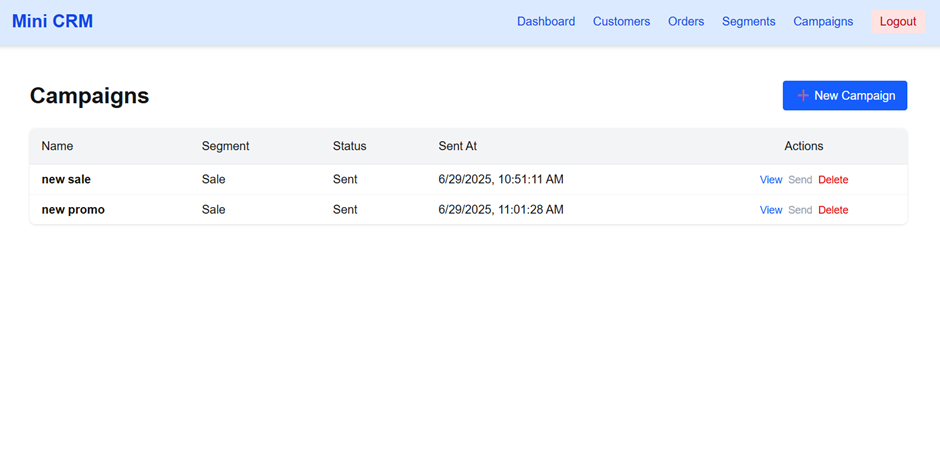 Mini CRM Dashboard Customers Orders Segments Campaigns Logout
Campaigns ➕ New Campaign
Name Segment Status Sent At Actions
new sale Sale Sent 6/29/2025, 10:51:11 AM View Send Delete
new promo Sale Sent 6/29/2025, 11:01:28 AM View Send Delete